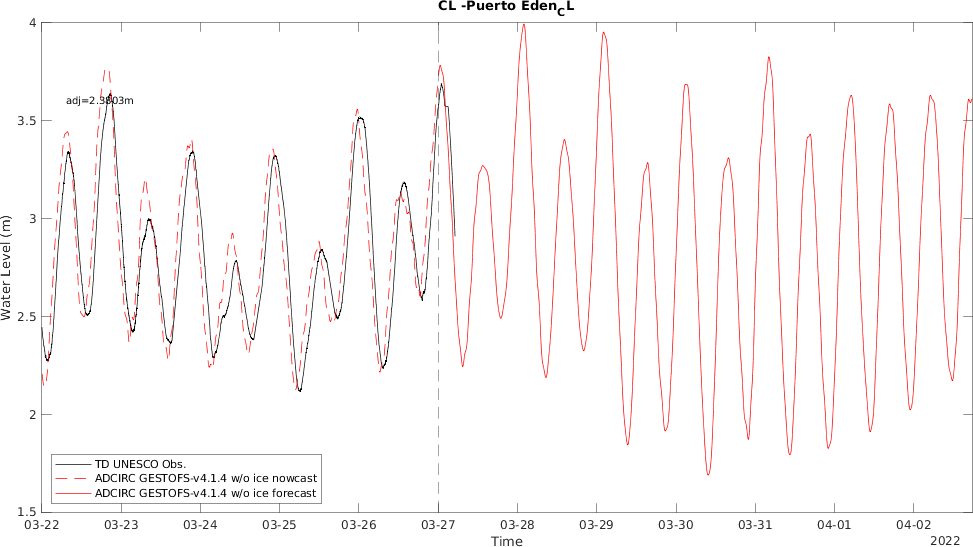 CL -Puerto Eden_CL
4
3.5
3
2.5
2
1.5
adj=2.3803m
Water Level (m)
TD UNESCO Obs.
ADCIRC GESTOFS-v4.1.4 w/o ice nowcast
ADCIRC GESTOFS-v4.1.4 w/o ice forecast
03-22 03-23 03-24 03-25 03-26 03-27 03-28 03-29 03-30 03-31 04-01 04-02
Time
2022